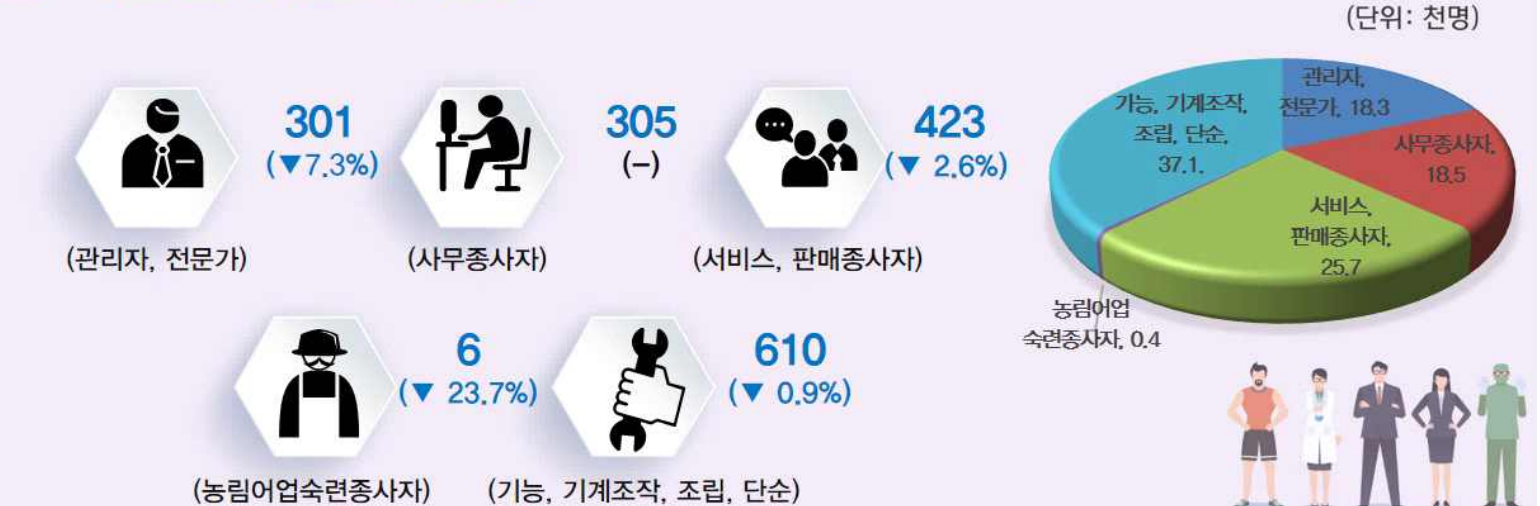 (단위: 천명)
301
(▼7.3%)
(관리자, 전문가)
305
(–)
(사무종사자)
423
(▼ 2.6%)
(서비스, 판매종사자)
6
(▼ 23.7%)
(농림어업숙련종사자)
610
(▼ 0.9%)
(기능, 기계조작, 조립, 단순)
관리자,
전문가, 18.3
사무종사자,
18.5
서비스,
판매종사자,
25.7
농림어업
숙련종사자, 0.4
기능, 기계조작,
조립, 단순,
37.1.